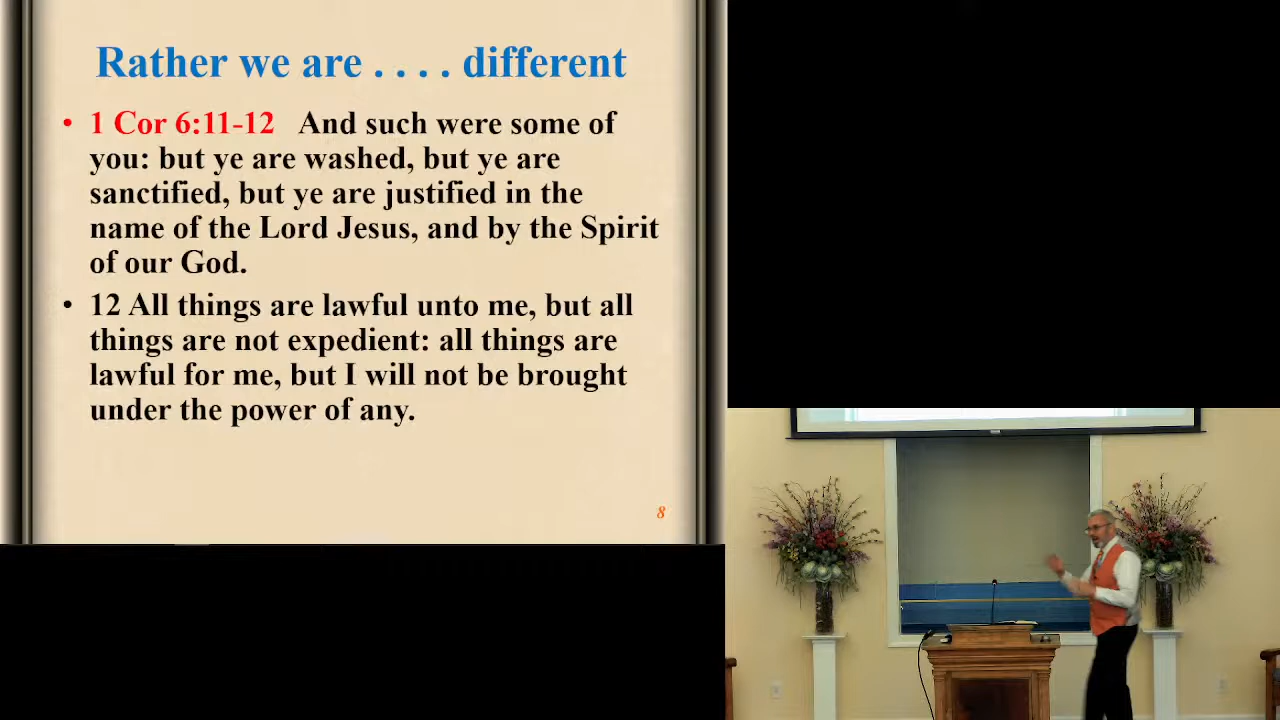 Rather we are . . . . different
• 1 Cor 6:11-12 And such were some of
you: but ye are washed, but ye are
sanctified, but ye are justified in the
name of the Lord Jesus, and by the Spirit
of our God.
• 12 All things are lawful unto me, but all
things are not expedient: all things are
lawful for me, but I will not be brought
under the power of any.
8